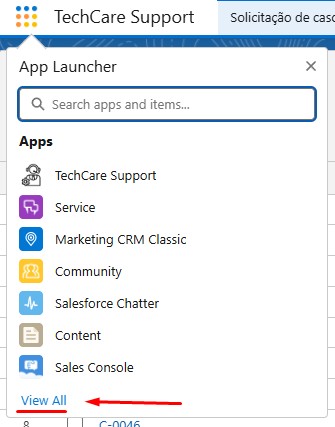 TechCare Support
Solicitação de caso
App Launcher
Search apps and items...
Apps
TechCare Support
Service
Marketing CRM Classic
Community
Salesforce Chatter
Content
Sales Console
View All
8 C-0046